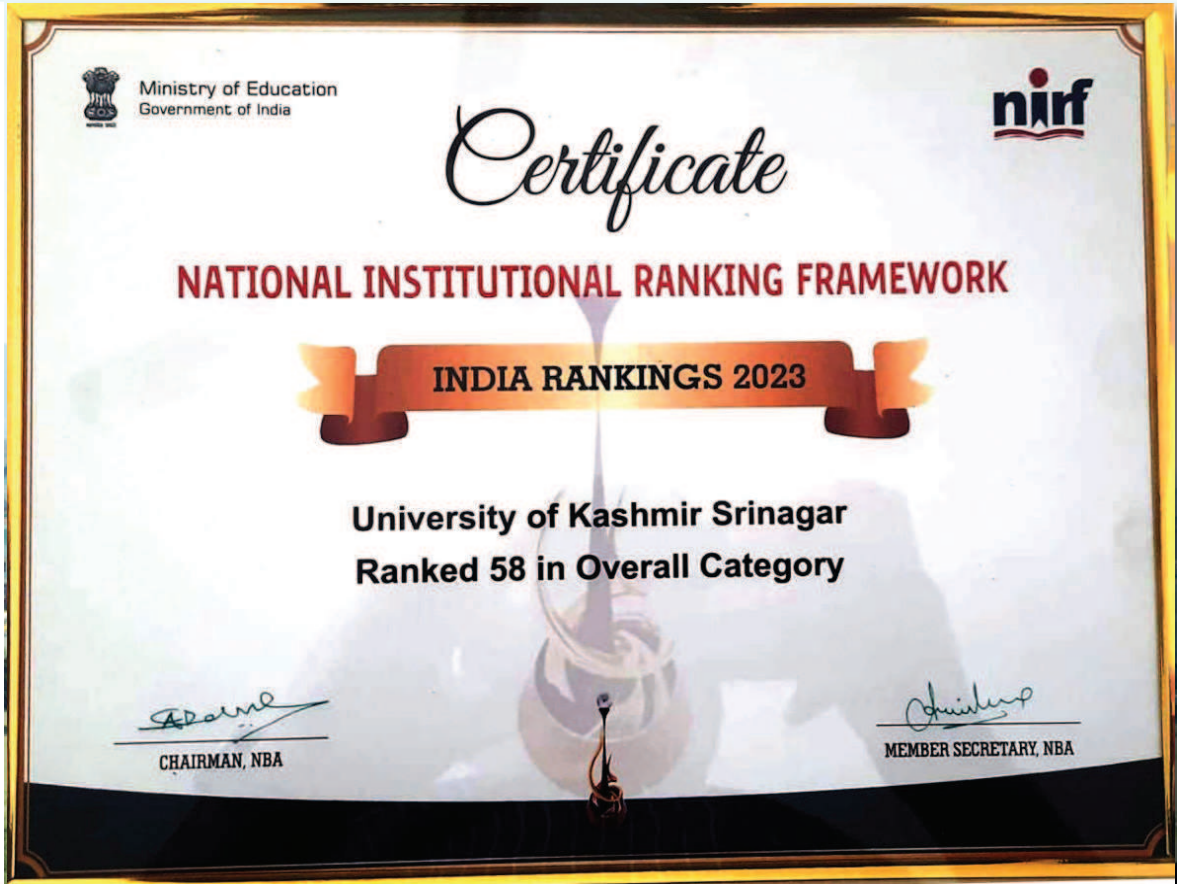 Ministry of Education
Government of India
nirf
Certificate
NATIONAL INSTITUTIONAL RANKING FRAMEWORK
INDIA RANKINGS 2023
University of Kashmir Srinagar
Ranked 58 in Overall Category
CHAIRMAN, NBA
MEMBER SECRETARY, NBA